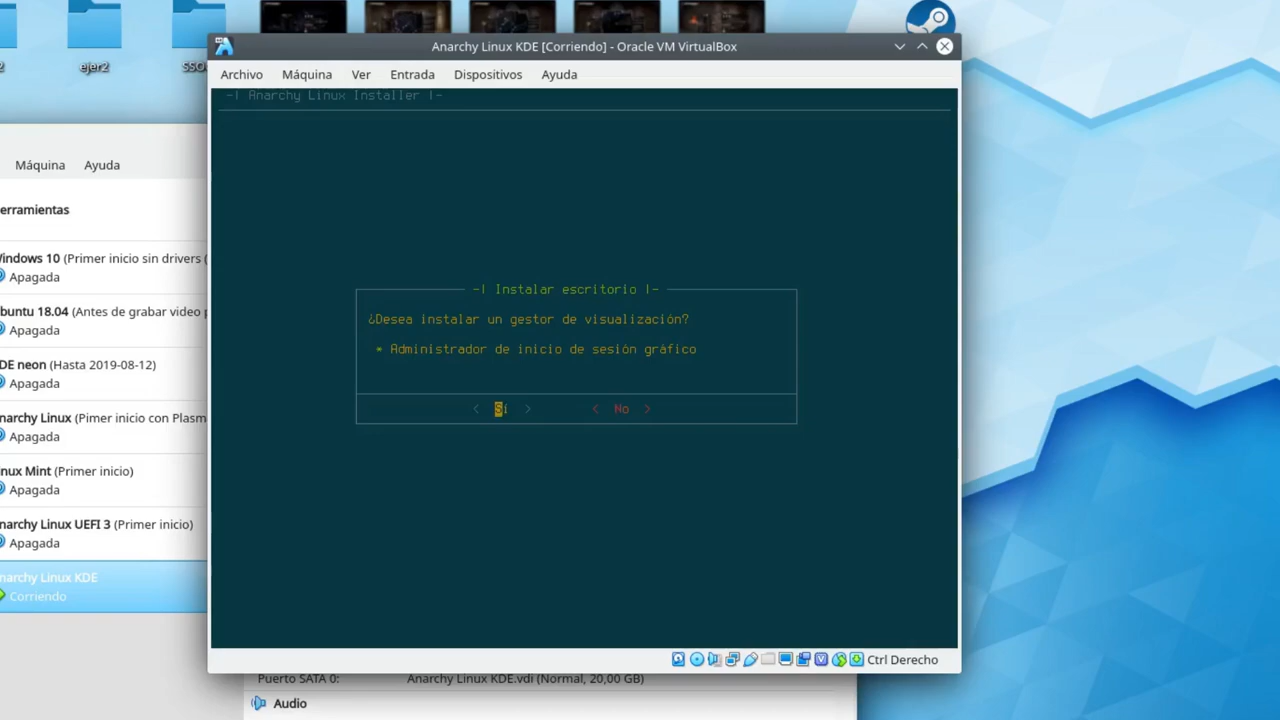 ejer2
SSO
Anarchy Linux KDE [Corriendo] - Oracle VM VirtualBox
Archivo Máquina Ver Entrada Dispositivos Ayuda
-| Anarchy Linux Installer |-
Máquina Ayuda
erramientas
indows 10 (Primer inicio sin drivers (
Apagada
buntu 18.04 (Antes de grabar video p
Apagada
DE neon (Hasta 2019-08-12)
Apagada
narchy Linux (Pimer inicio con Plasm
Apagada
nux Mint (Primer inicio)
Apagada
narchy Linux UEFI 3 (Primer inicio)
Apagada
narchy Linux KDE
Corriendo
-| Instalar escritorio |-
¿Desea instalar un gestor de visualización?
* Administrador de inicio de sesión gráfico
< Sí > < No >
Ctrl Derecho
Puerto SATA 0: Anarchy Linux KDE.vdi (Normal, 20,00 GB)
Audio